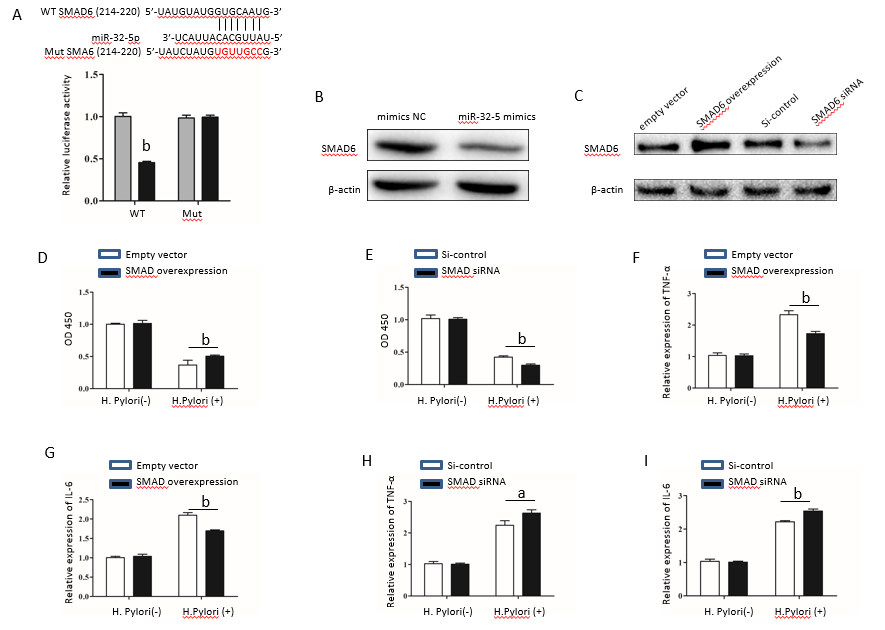 A
WT SMAD6 (214-220) 5’-UAUGUAUGGUGCAAUG-3’
miR-32-5p 3’-UCAUUACACGUUAU-5’
Mut SMA6 (214-220) 5’-UAUCUAUGUGUUGCCG-3’
Relative luciferase activity
1.5
1.0
0.5
0.0
b
WT Mut
B
mimics NC miR-32-5 mimics
SMAD6
β-actin
C
empty vector
SMAD6 overexpression
Si-control
SMAD6 siRNA
SMAD6
β-actin
D
Empty vector
SMAD overexpression
OD 450
1.5
1.0
0.5
0.0
b
H. Pylori(-) H.Pylori (+)
E
Si-control
SMAD siRNA
OD 450
1.5
1.0
0.5
0.0
b
H. Pylori(-) H.Pylori (+)
F
Empty vector
SMAD overexpression
Relative expression of TNF-α
3
2
1
0
b
H. Pylori(-) H.Pylori (+)
G
Empty vector
SMAD overexpression
Relative expression of IL-6
2.5
2.0
1.5
1.0
0.5
0.0
b
H. Pylori(-) H.Pylori (+)
H
Si-control
SMAD siRNA
Relative expression of TNF-α
3
2
1
0
a
H. Pylori(-) H.Pylori (+)
I
Si-control
SMAD siRNA
Relative expression of IL-6
3
2
1
0
b
H. Pylori(-) H.Pylori (+)